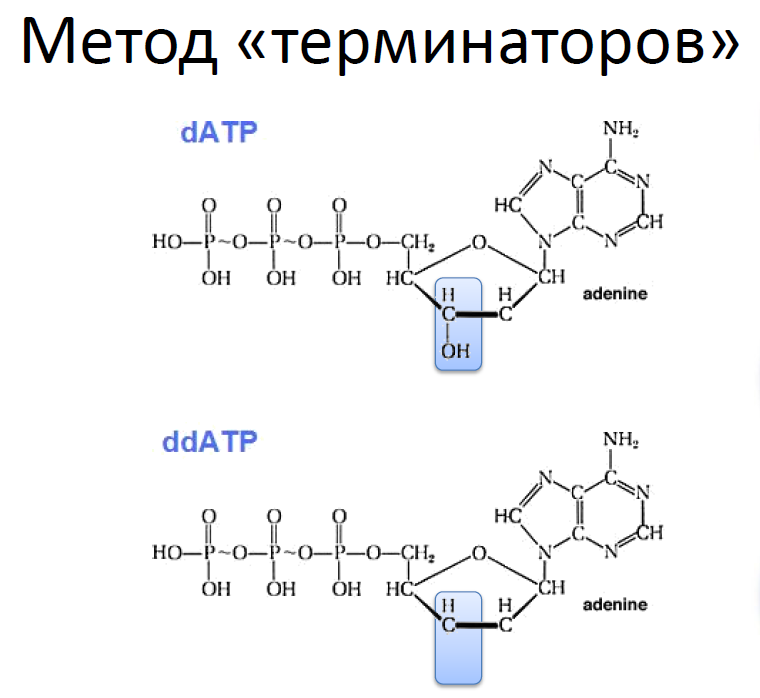 Метод «терминаторов»
dATP
NH₂
N
C
N
C
HC
CH
C
N
N
O
O
O
HO–P~O–P~O–P–O–CH₂
O
OH
OH
OH
HC
CH
H
H
adenine
C
C
OH
ddATP
NH₂
N
C
N
C
HC
CH
C
N
N
O
O
O
HO–P~O–P~O–P–O–CH₂
O
OH
OH
OH
HC
CH
H
H
adenine
C
C